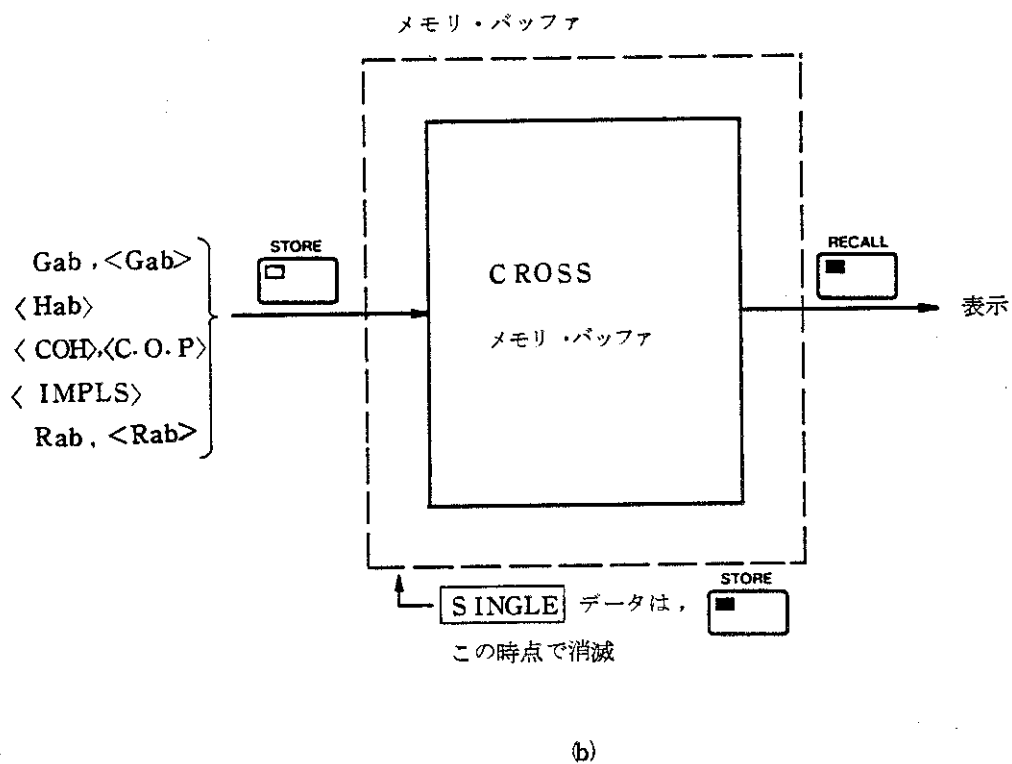 メモリ・バッファ
STORE
Gab , <Gab>
〈Hab〉
〈COH〉,〈C.O.P〉
〈IMPLS〉
Rab , <Rab>
CROSS
メモリ・バッファ
RECALL
表示
SINGLE データは,
STORE
この時点で消滅
(b)